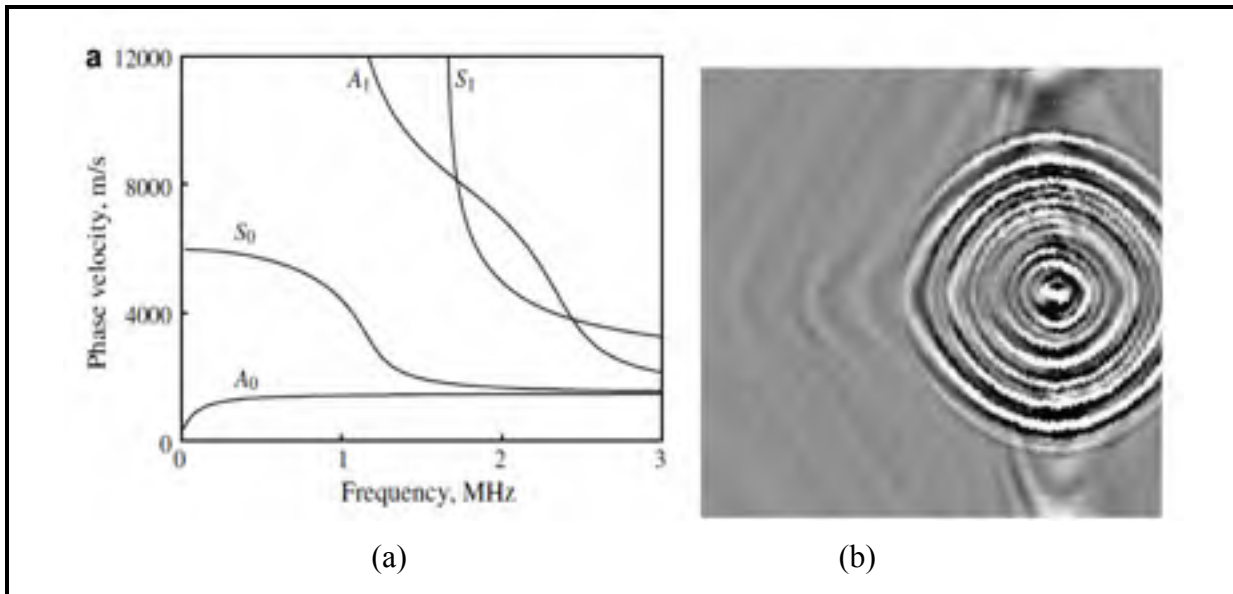 a
12000
A1
S1
8000
S0
4000
A0
0
0
1
2
3
Phase velocity, m/s
Frequency, MHz
(a)
(b)